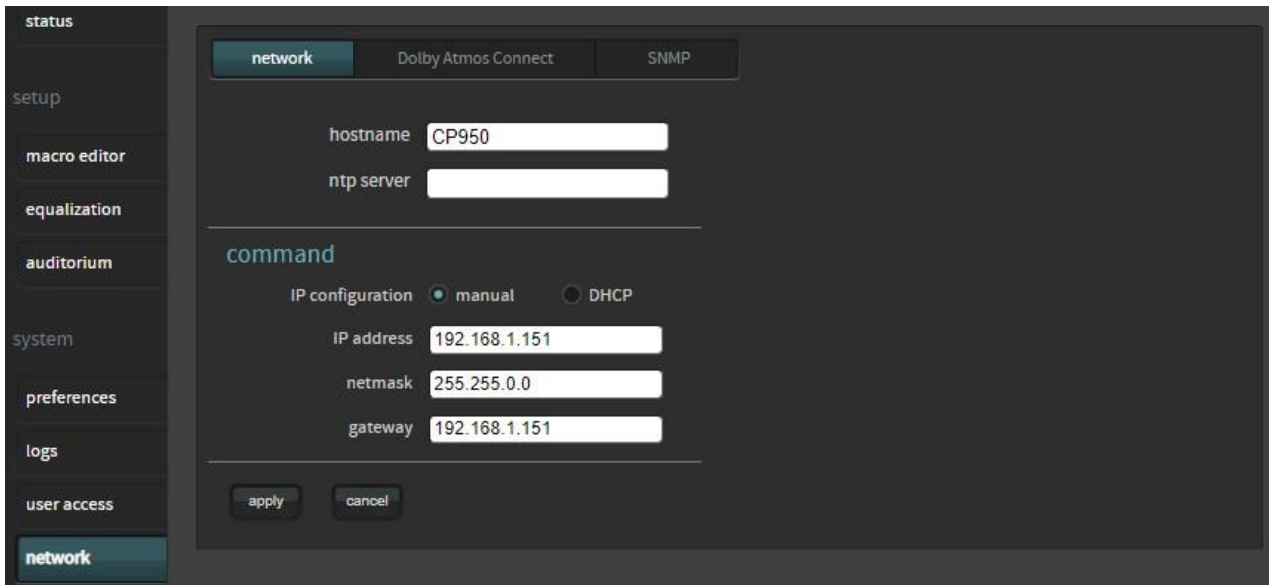 status
setup
macro editor
equalization
auditorium
system
preferences
logs
user access
network
network Dolby Atmos Connect SNMP
hostname CP950
ntp server
command
IP configuration manual DHCP
IP address 192.168.1.151
netmask 255.255.0.0
gateway 192.168.1.151
apply cancel